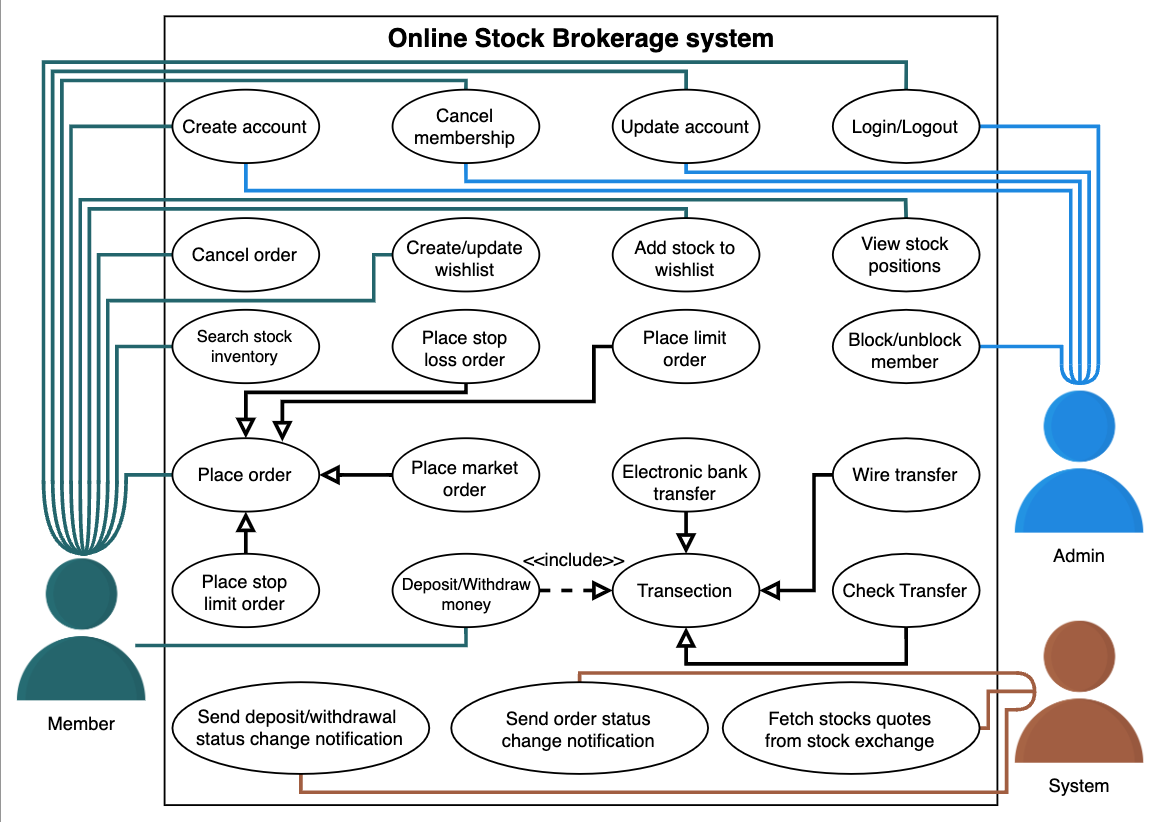 Online Stock Brokerage system
Create account
Cancel
membership
Update account
Login/Logout
Cancel order
Create/update
wishlist
Add stock to
wishlist
View stock
positions
Search stock
inventory
Place stop
loss order
Place limit
order
Block/unblock
member
Place order
Place market
order
Electronic bank
transfer
Wire transfer
Admin
Place stop
limit order
Deposit/Withdraw
money
<<include>>
Transection
Check Transfer
Member
Send deposit/withdrawal
status change notification
Send order status
change notification
Fetch stocks quotes
from stock exchange
System